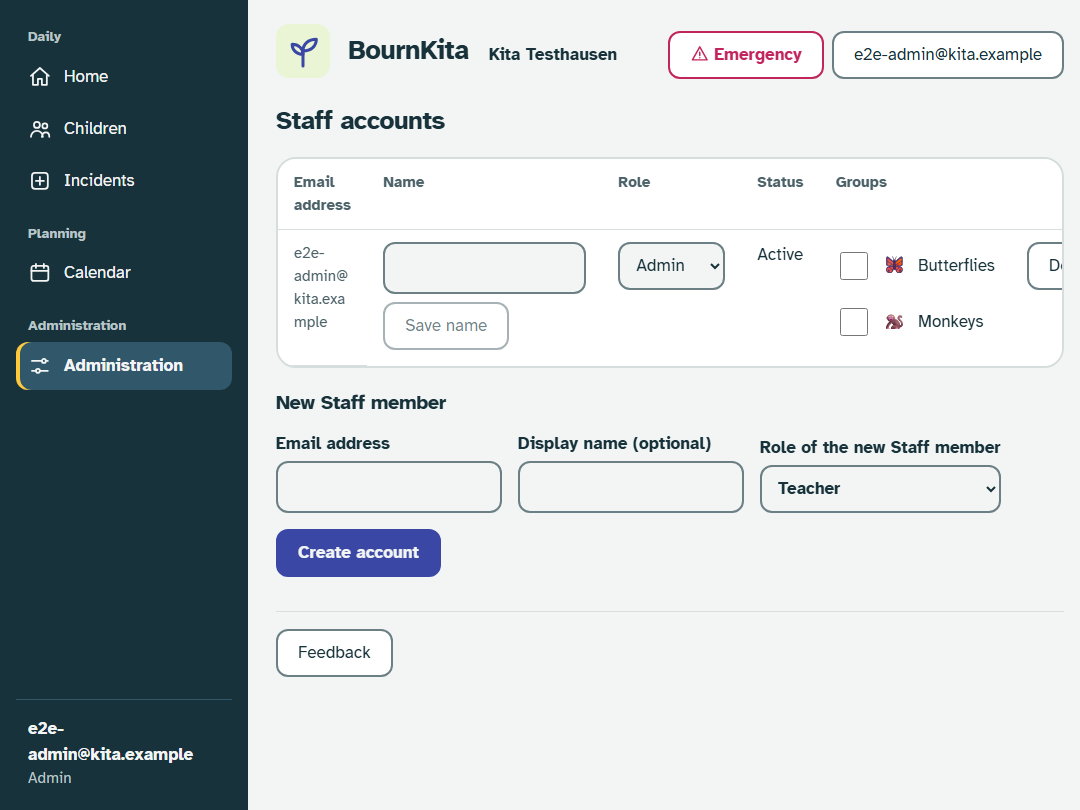 Daily
Home
Children
Incidents
Planning
Calendar
Administration
Administration
e2e-
admin@kita.example
Admin
BournKita
Kita Testhausen
Emergency
e2e-admin@kita.example
Staff accounts
Email
address
Name
Role
Status
Groups
e2e-
admin@
kita.exa
mple
Save name
Admin
Active
Butterflies
Monkeys
New Staff member
Email address
Display name (optional)
Role of the new Staff member
Teacher
Create account
Feedback